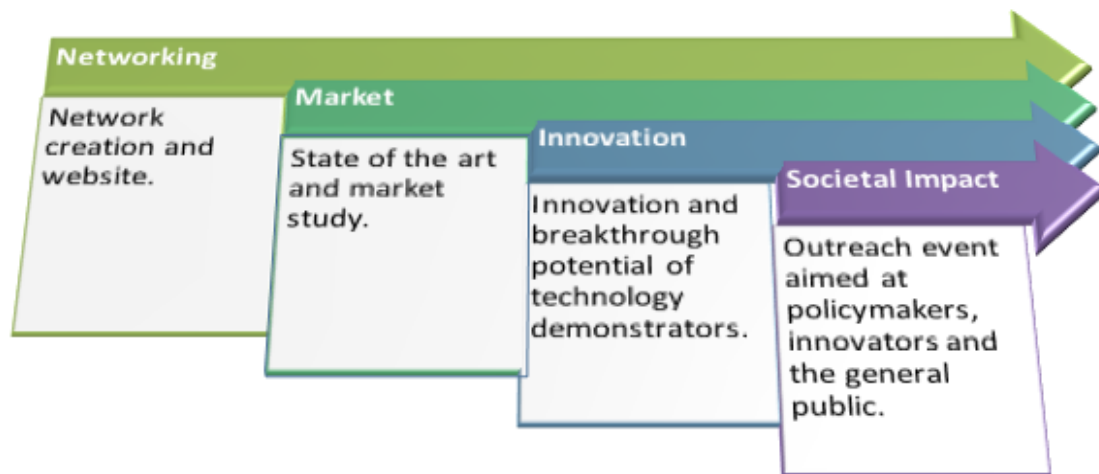 Networking
Network
creation and
website.
Market
State of the art
and market
study.
Innovation
Innovation and
breakthrough
potential of
technology
demonstrators.
Societal Impact
Outreach event
aimed at
policymakers,
innovators and
the general
public.